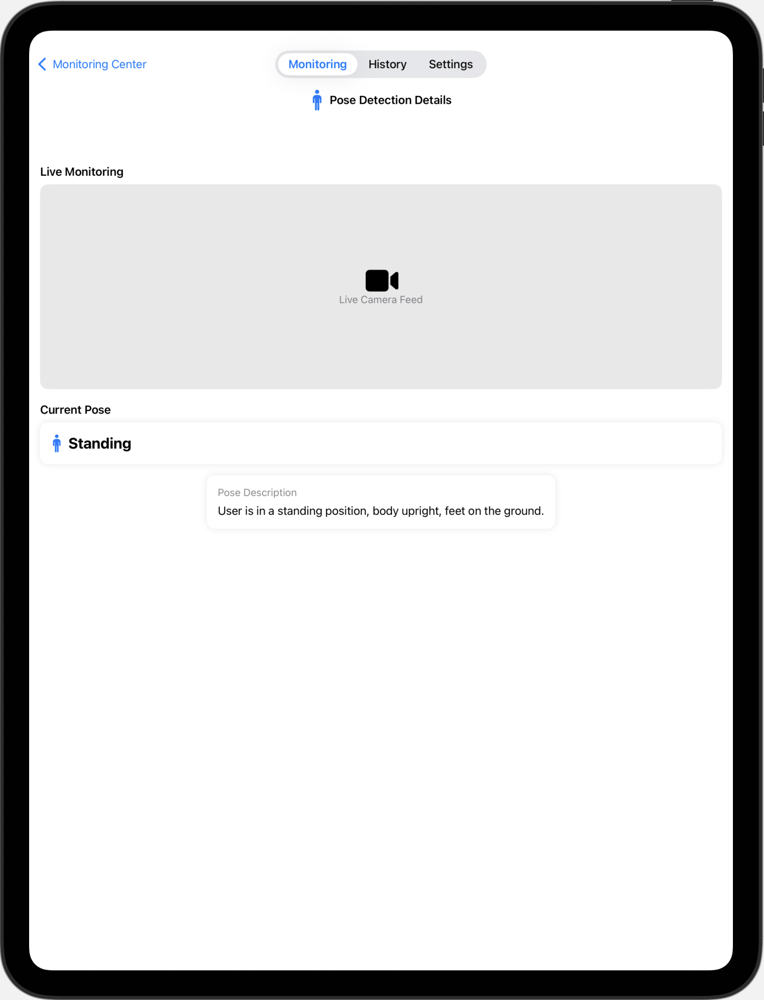 Monitoring Center
Monitoring History Settings
Pose Detection Details
Live Monitoring
Live Camera Feed
Current Pose
Standing
Pose Description
User is in a standing position, body upright, feet on the ground.